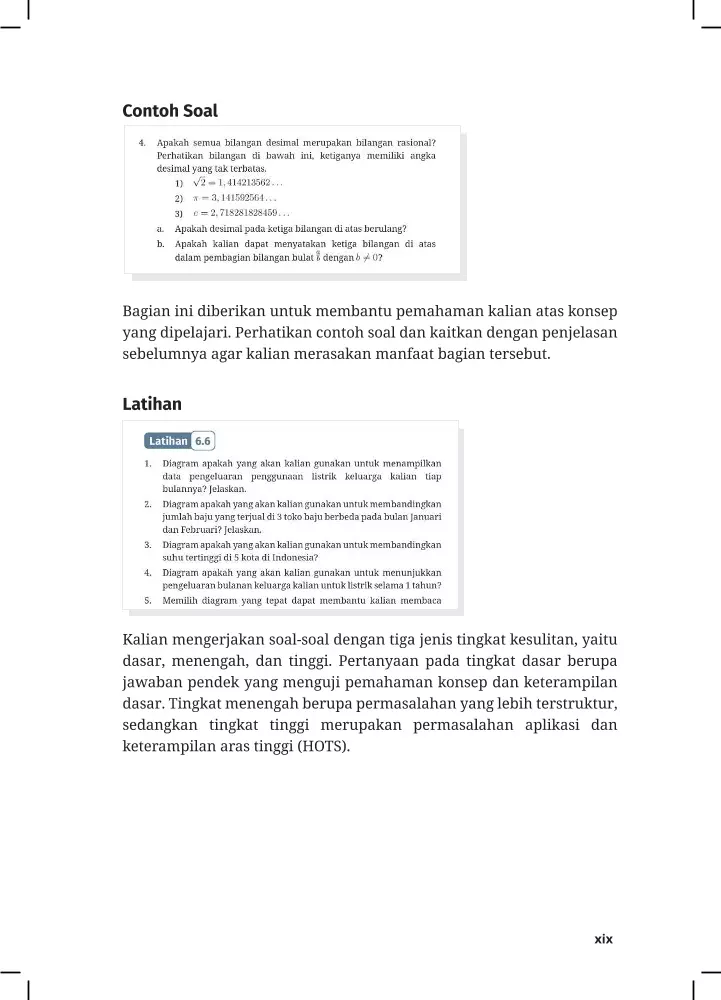 Contoh Soal
4. Apakah semua bilangan desimal merupakan bilangan rasional?
Perhatikan bilangan di bawah ini, ketiganya memiliki angka
desimal yang tak terbatas.
1) √2 = 1, 414213562 . . .
2) π = 3, 141592564 . . .
3) e = 2, 718281828459 . . .
a. Apakah desimal pada ketiga bilangan di atas berulang?
b. Apakah kalian dapat menyatakan ketiga bilangan di atas
dalam pembagian bilangan bulat a/b dengan b ≠ 0?
Bagian ini diberikan untuk membantu pemahaman kalian atas konsep
yang dipelajari. Perhatikan contoh soal dan kaitkan dengan penjelasan
sebelumnya agar kalian merasakan manfaat bagian tersebut.
Latihan
Latihan 6.6
1. Diagram apakah yang akan kalian gunakan untuk menampilkan
data pengeluaran penggunaan listrik keluarga kalian tiap
bulannya? Jelaskan.
2. Diagram apakah yang akan kalian gunakan untuk membandingkan
jumlah baju yang terjual di 3 toko baju berbeda pada bulan Januari
dan Februari? Jelaskan.
3. Diagram apakah yang akan kalian gunakan untuk membandingkan
suhu tertinggi di 5 kota di Indonesia?
4. Diagram apakah yang akan kalian gunakan untuk menunjukkan
pengeluaran bulanan keluarga kalian untuk listrik selama 1 tahun?
5. Memilih diagram yang tepat dapat membantu kalian membaca
Kalian mengerjakan soal-soal dengan tiga jenis tingkat kesulitan, yaitu
dasar, menengah, dan tinggi. Pertanyaan pada tingkat dasar berupa
jawaban pendek yang menguji pemahaman konsep dan keterampilan
dasar. Tingkat menengah berupa permasalahan yang lebih terstruktur,
sedangkan tingkat tinggi merupakan permasalahan aplikasi dan
keterampilan aras tinggi (HOTS).
xix